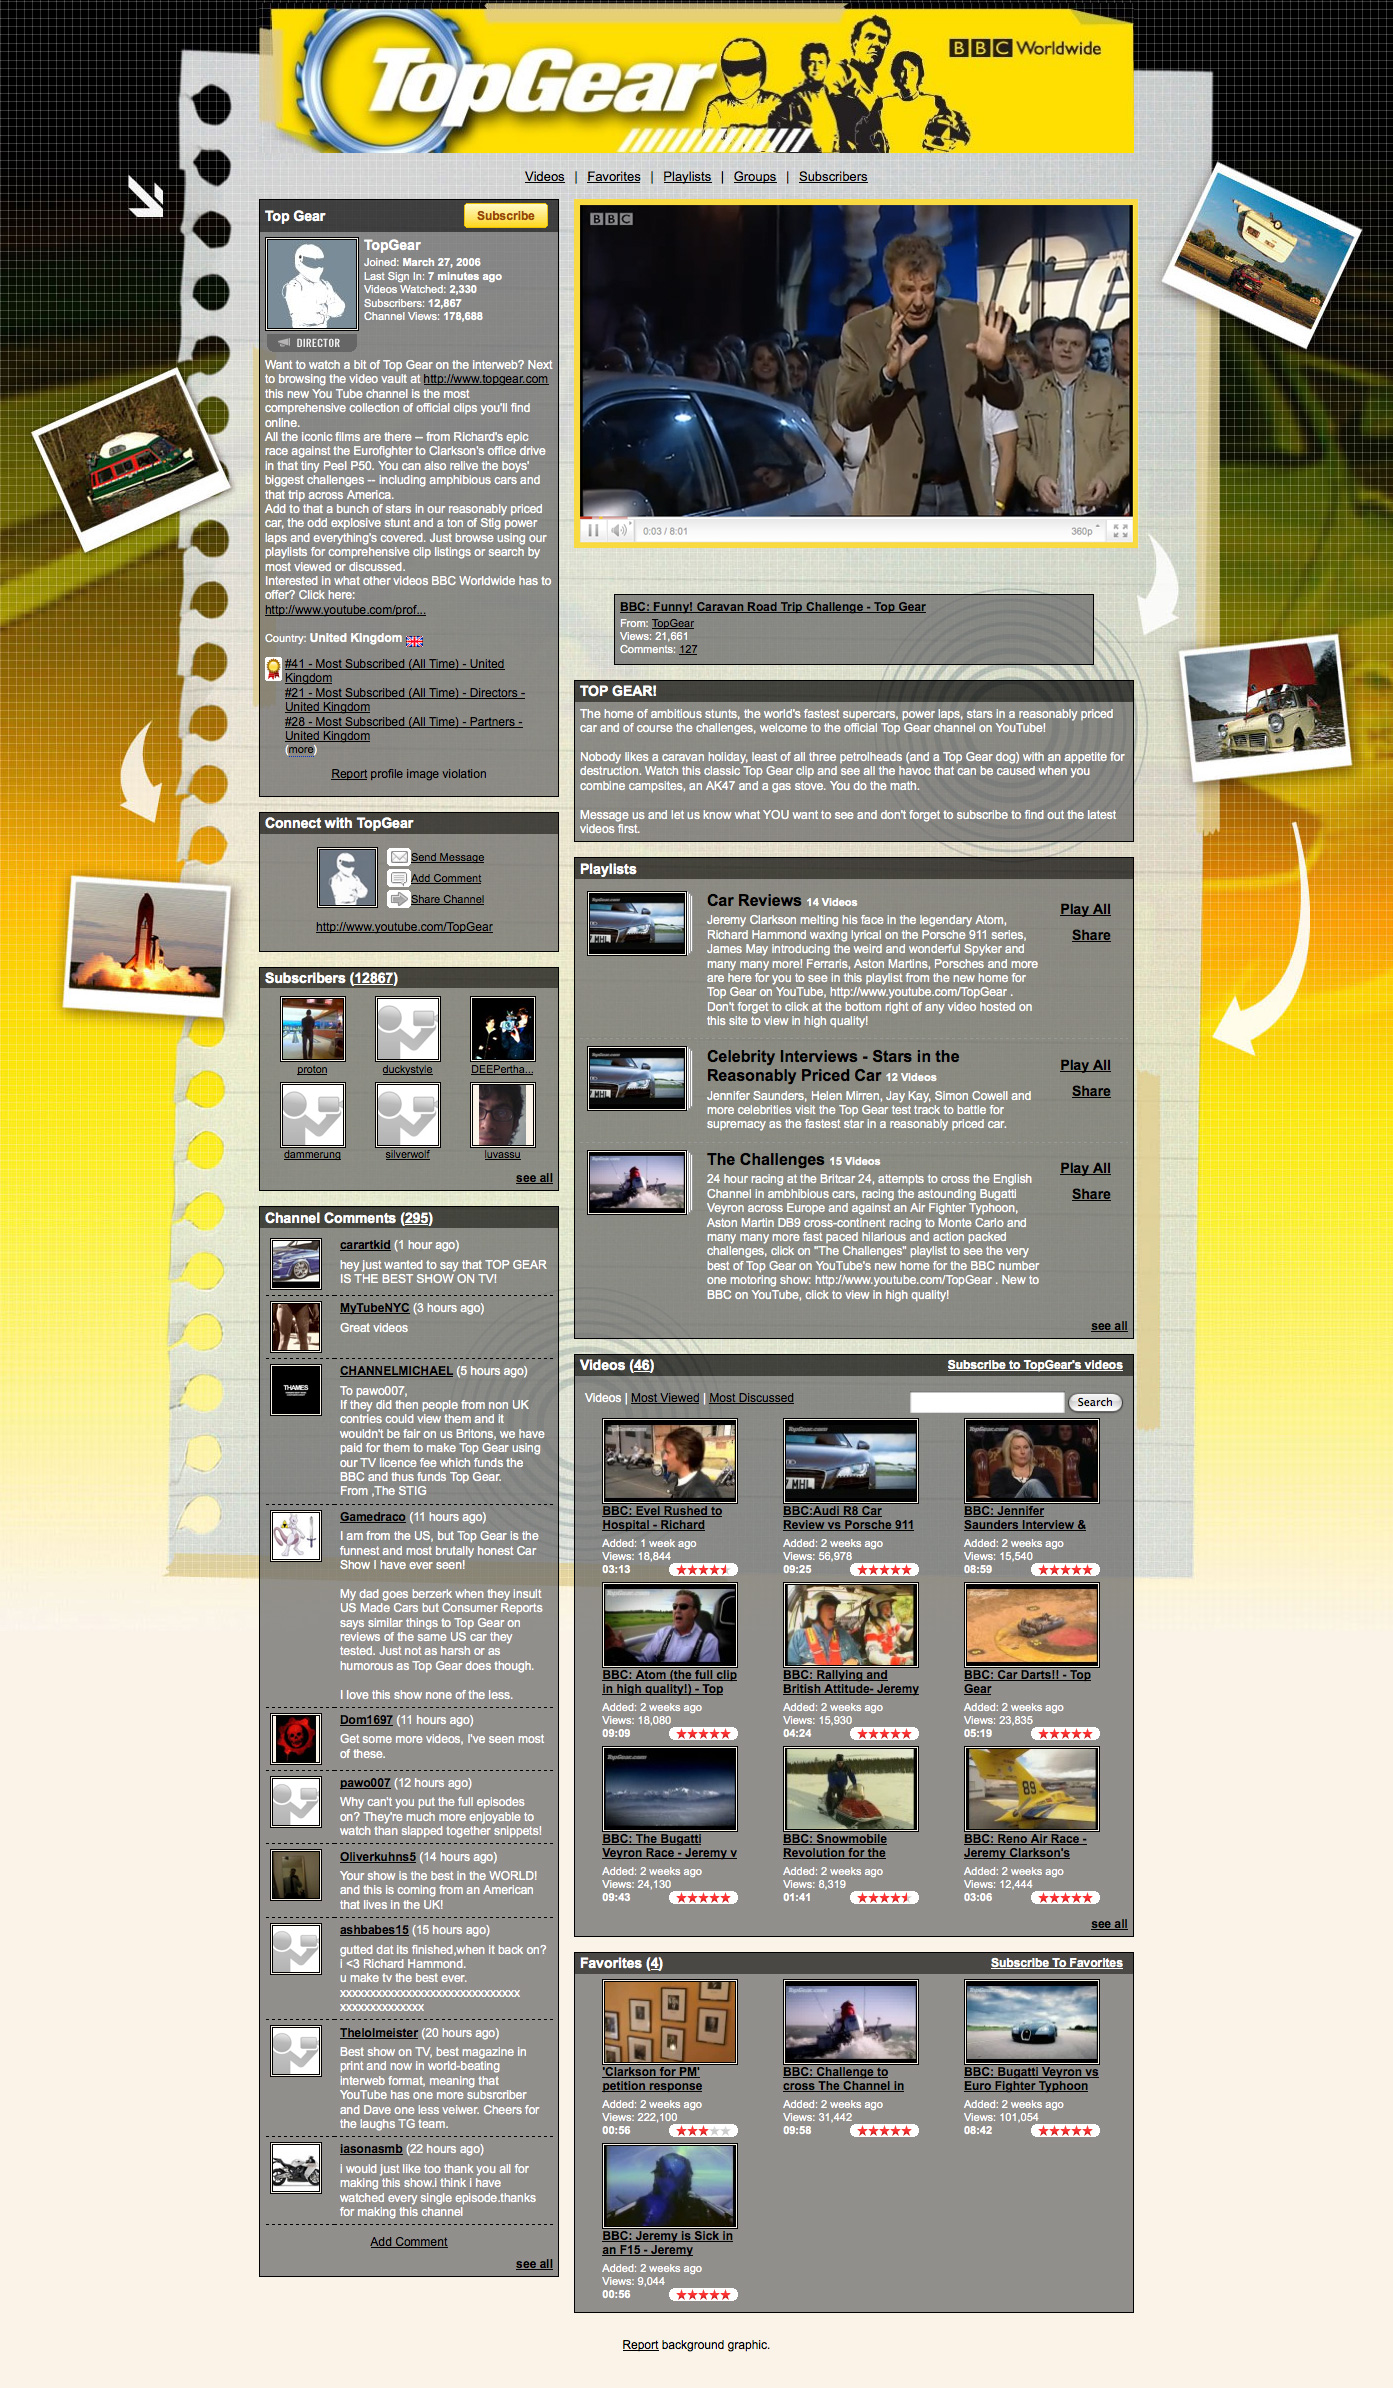 TopGear
BBC Worldwide
Videos | Favorites | Playlists | Groups | Subscribers
Top Gear
Subscribe
TopGear
Joined: March 27, 2006
Last Sign In: 7 minutes ago
Videos Watched: 2,330
Subscribers: 12,867
Channel Views: 178,688
DIRECTOR
Want to watch a bit of Top Gear on the interweb? Next
to browsing the video vault at http://www.topgear.com
this new You Tube channel is the most
comprehensive collection of official clips you'll find
online.
All the iconic films are there -- from Richard's epic
race against the Eurofighter to Clarkson's office drive
in that tiny Peel P50. You can also relive the boys'
biggest challenges -- including amphibious cars and
that trip across America.
Add to that a bunch of stars in our reasonably priced
car, the odd explosive stunt and a ton of Stig power
laps and everything's covered. Just browse using our
playlists for comprehensive clip listings or search by
most viewed or discussed.
Interested in what other videos BBC Worldwide has to
offer? Click here:
http://www.youtube.com/prof...
Country: United Kingdom
#41 - Most Subscribed (All Time) - United
Kingdom
#21 - Most Subscribed (All Time) - Directors -
United Kingdom
#28 - Most Subscribed (All Time) - Partners -
United Kingdom
(more)
Report profile image violation
Connect with TopGear
Send Message
Add Comment
Share Channel
http://www.youtube.com/TopGear
Subscribers (12867)
proton
duckystyle
DEEPertha...
dammerung
silverwolf
luvassu
see all
Channel Comments (295)
carartkid (1 hour ago)
hey just wanted to say that TOP GEAR
IS THE BEST SHOW ON TV!
MyTubeNYC (3 hours ago)
Great videos
THAMES
CHANNELMICHAEL (5 hours ago)
To pawo007,
If they did then people from non UK
contries could view them and it
wouldn't be fair on us Britons, we have
paid for them to make Top Gear using
our TV licence fee which funds the
BBC and thus funds Top Gear.
From ,The STIG
Gamedraco (11 hours ago)
I am from the US, but Top Gear is the
funnest and most brutally honest Car
Show I have ever seen!
My dad goes berzerk when they insult
US Made Cars but Consumer Reports
says similar things to Top Gear on
reviews of the same US car they
tested. Just not as harsh or as
humorous as Top Gear does though.
I love this show none of the less.
Dom1697 (11 hours ago)
Get some more videos, I've seen most
of these.
pawo007 (12 hours ago)
Why can't you put the full episodes
on? They're much more enjoyable to
watch than slapped together snippets!
Oliverkuhns5 (14 hours ago)
Your show is the best in the WORLD!
and this is coming from an American
that lives in the UK!
ashbabes15 (15 hours ago)
gutted dat its finished,when it back on?
i <3 Richard Hammond.
u make tv the best ever.
xxxxxxxxxxxxxxxxxxxxxxxxxxxxxx
xxxxxxxxxxxxxx
Thelolmeister (20 hours ago)
Best show on TV, best magazine in
print and now in world-beating
interweb format, meaning that
YouTube has one more subsrcriber
and Dave one less veiwer. Cheers for
the laughs TG team.
iasonasmb (22 hours ago)
i would just like too thank you all for
making this show.i think i have
watched every single episode.thanks
for making this channel
Add Comment
see all
BBC
0:03 / 8:01
360p
BBC: Funny! Caravan Road Trip Challenge - Top Gear
From: TopGear
Views: 21,661
Comments: 127
TOP GEAR!
The home of ambitious stunts, the world's fastest supercars, power laps, stars in a reasonably priced
car and of course the challenges, welcome to the official Top Gear channel on YouTube!
Nobody likes a caravan holiday, least of all three petrolheads (and a Top Gear dog) with an appetite for
destruction. Watch this classic Top Gear clip and see all the havoc that can be caused when you
combine campsites, an AK47 and a gas stove. You do the math.
Message us and let us know what YOU want to see and don't forget to subscribe to find out the latest
videos first.
Playlists
Car Reviews 14 Videos
Play All
Share
Jeremy Clarkson melting his face in the legendary Atom,
Richard Hammond waxing lyrical on the Porsche 911 series,
James May introducing the weird and wonderful Spyker and
many many more! Ferraris, Aston Martins, Porsches and more
are here for you to see in this playlist from the new home for
Top Gear on YouTube, http://www.youtube.com/TopGear .
Don't forget to click at the bottom right of any video hosted on
this site to view in high quality!
Celebrity Interviews - Stars in the
Reasonably Priced Car 12 Videos
Play All
Share
Jennifer Saunders, Helen Mirren, Jay Kay, Simon Cowell and
more celebrities visit the Top Gear test track to battle for
supremacy as the fastest star in a reasonably priced car.
The Challenges 15 Videos
Play All
Share
24 hour racing at the Britcar 24, attempts to cross the English
Channel in ambhibious cars, racing the astounding Bugatti
Veyron across Europe and against an Air Fighter Typhoon,
Aston Martin DB9 cross-continent racing to Monte Carlo and
many many more fast paced hilarious and action packed
challenges, click on "The Challenges" playlist to see the very
best of Top Gear on YouTube's new home for the BBC number
one motoring show: http://www.youtube.com/TopGear . New to
BBC on YouTube, click to view in high quality!
see all
Videos (46)
Subscribe to TopGear's videos
Videos | Most Viewed | Most Discussed
Search
BBC: Evel Rushed to
Hospital - Richard
Added: 1 week ago
Views: 18,844
03:13
BBC:Audi R8 Car
Review vs Porsche 911
Added: 2 weeks ago
Views: 56,978
09:25
BBC: Jennifer
Saunders Interview &
Added: 2 weeks ago
Views: 15,540
08:59
BBC: Atom (the full clip
in high quality!) - Top
Added: 2 weeks ago
Views: 18,080
09:09
BBC: Rallying and
British Attitude- Jeremy
Added: 2 weeks ago
Views: 15,930
04:24
BBC: Car Darts!! - Top
Gear
Added: 2 weeks ago
Views: 23,835
05:19
BBC: The Bugatti
Veyron Race - Jeremy v
Added: 2 weeks ago
Views: 24,130
09:43
BBC: Snowmobile
Revolution for the
Added: 2 weeks ago
Views: 8,319
01:41
89
BBC: Reno Air Race -
Jeremy Clarkson's
Added: 2 weeks ago
Views: 12,444
03:06
see all
Favorites (4)
Subscribe To Favorites
'Clarkson for PM'
petition response
Added: 2 weeks ago
Views: 222,100
00:56
BBC: Challenge to
cross The Channel in
Added: 2 weeks ago
Views: 31,442
09:58
BBC: Bugatti Veyron vs
Euro Fighter Typhoon
Added: 2 weeks ago
Views: 101,054
08:42
BBC: Jeremy is Sick in
an F15 - Jeremy
Added: 2 weeks ago
Views: 9,044
00:56
Report background graphic.